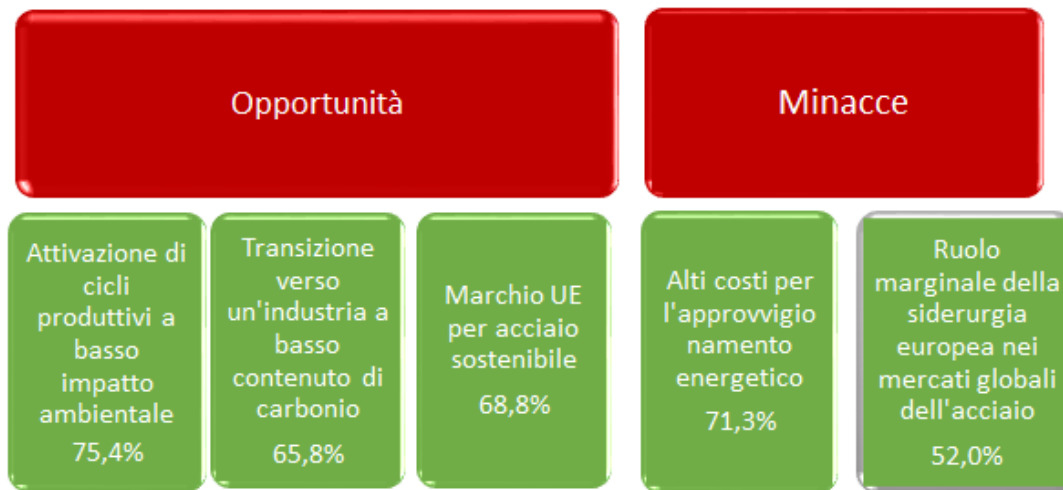 Opportunità
Minacce
Attivazione di
cicli
produttivi a
basso
impatto
ambientale
75,4%
Transizione
verso
un'industria a
basso
contenuto di
carbonio
65,8%
Marchio UE
per acciaio
sostenibile
68,8%
Alti costi per
l'approvvigio
namento
energetico
71,3%
Ruolo
marginale della
siderurgia
europea nei
mercati globali
dell'acciaio
52,0%